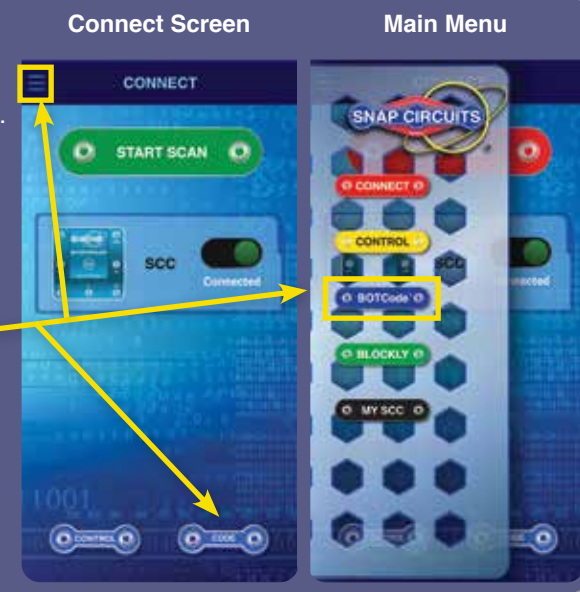 Connect Screen
Main Menu
CONNECT
START SCAN
SCC
Connected
1001
CONTROL
CODE
SNAP CIRCUITS
CONNECT
CONTROL
SCC
BOTCode
BLOCKLY
MY SCC